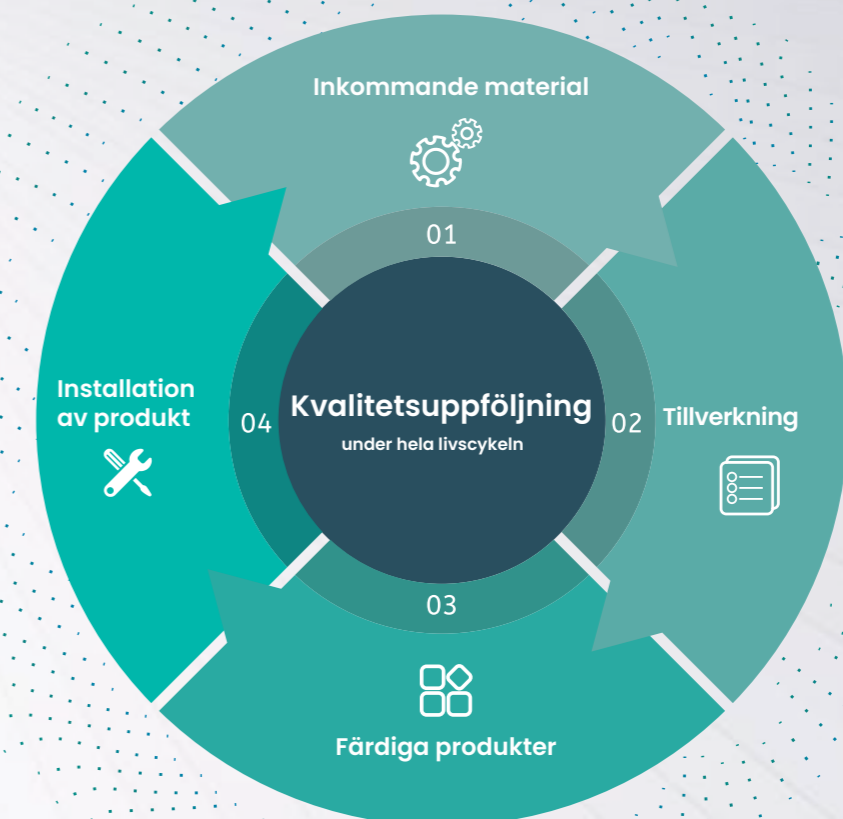 Inkommande material
01
Kvalitetsuppföljning
under hela livscykeln
02
Tillverkning
03
Färdiga produkter
04
Installation
av produkt